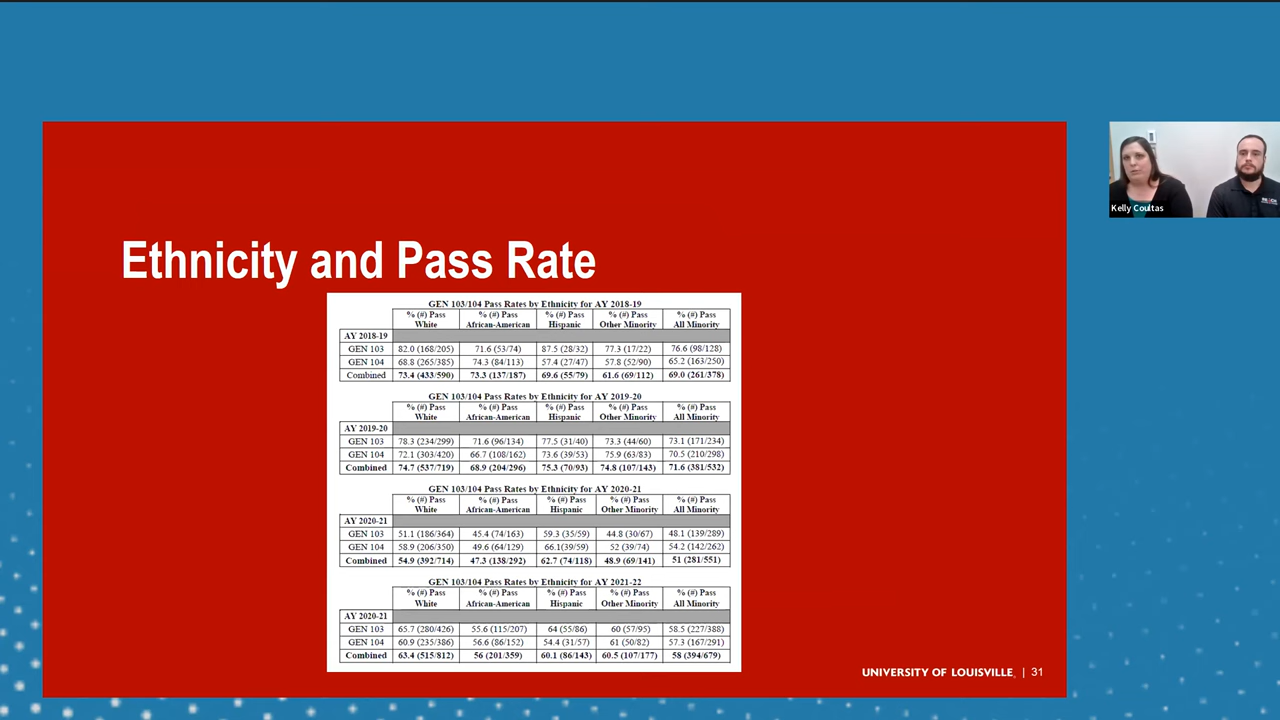 Ethnicity and Pass Rate
GEN 103/104 Pass Rates by Ethnicity for AY 2018-19
% (#) Pass White % (#) Pass African-American % (#) Pass Hispanic % (#) Pass Other Minority % (#) Pass All Minority
AY 2018-19
GEN 103 82.0 (168/205) 71.6 (53/74) 87.5 (28/32) 77.3 (17/22) 76.6 (98/128)
GEN 104 68.8 (265/385) 74.3 (84/113) 57.4 (27/47) 57.8 (52/90) 65.2 (163/250)
Combined 73.4 (433/590) 73.3 (137/187) 69.6 (55/79) 61.6 (69/112) 69.0 (261/378)
GEN 103/104 Pass Rates by Ethnicity for AY 2019-20
% (#) Pass White % (#) Pass African-American % (#) Pass Hispanic % (#) Pass Other Minority % (#) Pass All Minority
AY 2019-20
GEN 103 78.3 (234/299) 71.6 (96/134) 77.5 (31/40) 73.3 (44/60) 73.1 (171/234)
GEN 104 72.1 (303/420) 66.7 (108/162) 73.6 (39/53) 75.9 (63/83) 70.5 (210/298)
Combined 74.7 (537/719) 68.9 (204/296) 75.3 (70/93) 74.8 (107/143) 71.6 (381/532)
GEN 103/104 Pass Rates by Ethnicity for AY 2020-21
% (#) Pass White % (#) Pass African-American % (#) Pass Hispanic % (#) Pass Other Minority % (#) Pass All Minority
AY 2020-21
GEN 103 51.1 (186/364) 45.4 (74/163) 59.3 (35/59) 44.8 (30/67) 48.1 (139/289)
GEN 104 58.9 (206/350) 49.6 (64/129) 66.1(39/59) 52 (39/74) 54.2 (142/262)
Combined 54.9 (392/714) 47.3 (138/292) 62.7 (74/118) 48.9 (69/141) 51 (281/551)
GEN 103/104 Pass Rates by Ethnicity for AY 2021-22
% (#) Pass White % (#) Pass African-American % (#) Pass Hispanic % (#) Pass Other Minority % (#) Pass All Minority
AY 2020-21
GEN 103 65.7 (280/426) 55.6 (115/207) 64 (55/86) 60 (57/95) 58.5 (227/388)
GEN 104 60.9 (235/386) 56.6 (86/152) 54.4 (31/57) 61 (50/82) 57.3 (167/291)
Combined 63.4 (515/812) 56 (201/359) 60.1 (86/143) 60.5 (107/177) 58 (394/679)
UNIVERSITY OF LOUISVILLE. | 31
Kelly Coultas